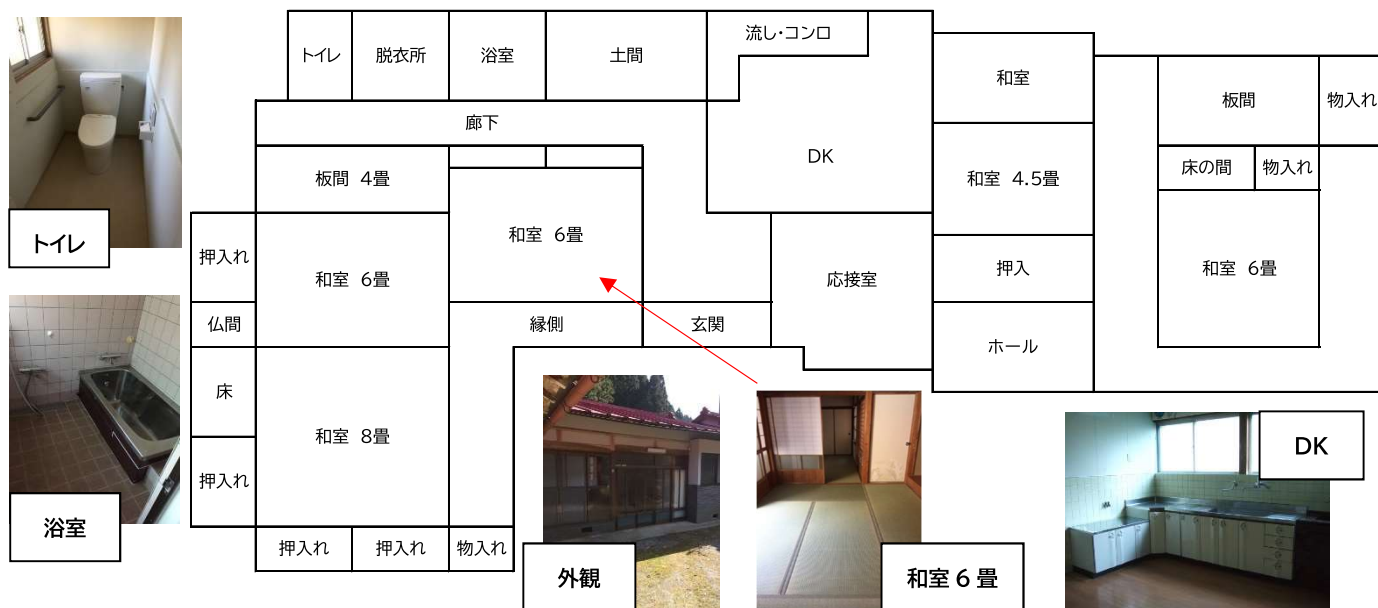 トイレ
脱衣所
浴室
土間
流し・コンロ
和室
板間
物入れ
廊下
DK
板間 4畳
和室 4.5畳
床の間
物入れ
押入れ
和室 6畳
和室 6畳
応接室
押入
和室 6畳
仏間
縁側
玄関
ホール
床
和室 8畳
押入れ
押入れ
押入れ
物入れ
トイレ
浴室
外観
和室6畳
DK